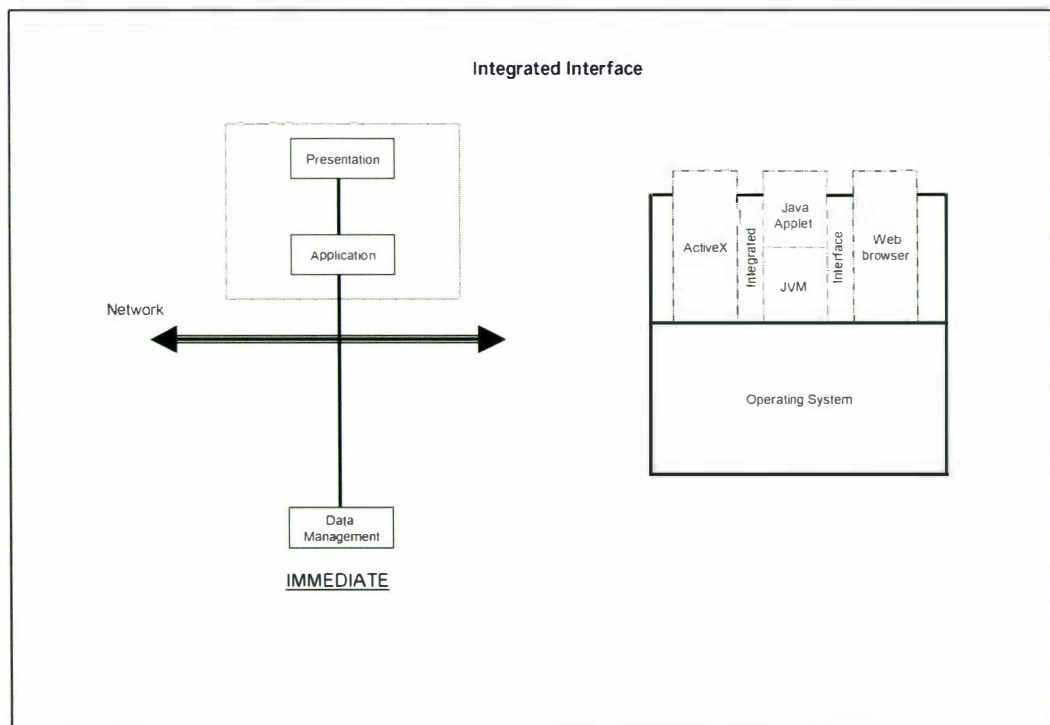 Integrated Interface
Presentation
Application
Network
Data
Management
IMMEDIATE
ActiveX
Integrated
Java
Applet
JVM
Interface
Web
browser
Operating System